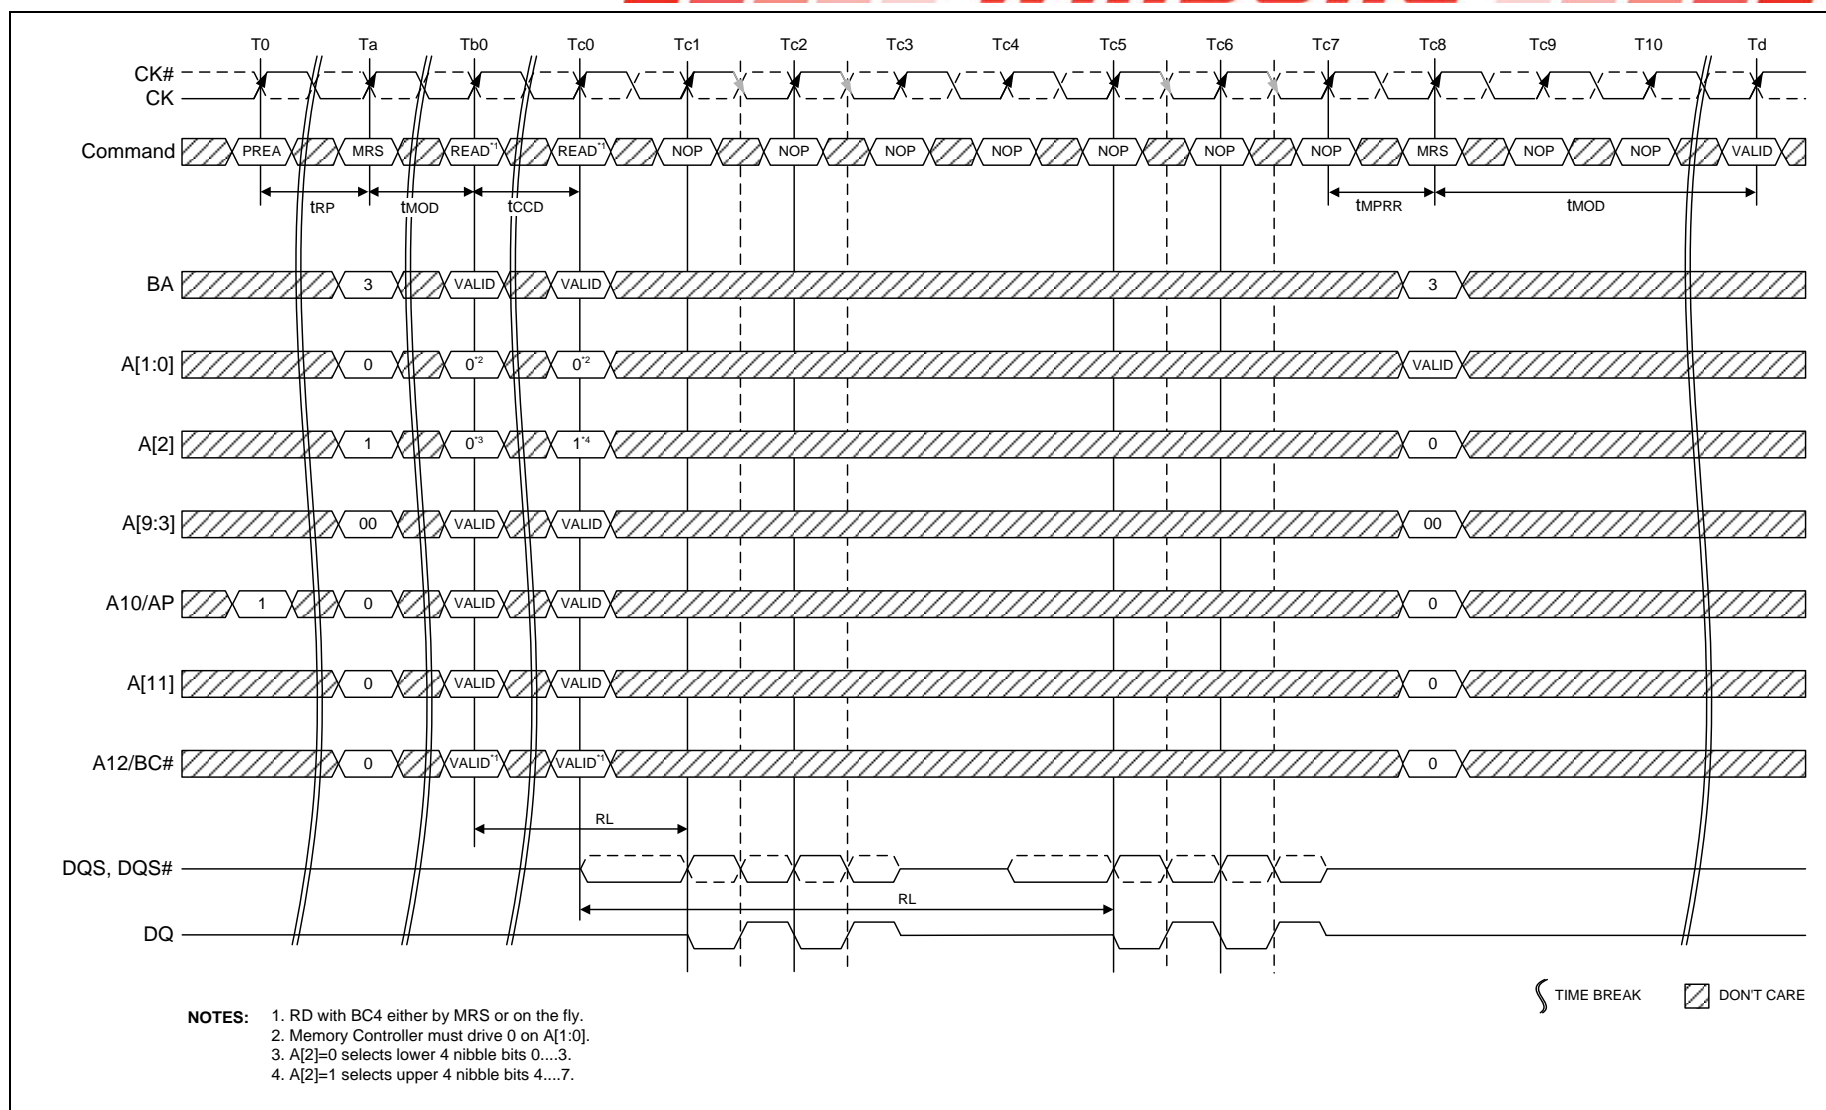 T0 Ta Tb0 Tc0 Tc1 Tc2 Tc3 Tc4 Tc5 Tc6 Tc7 Tc8 Tc9 T10 Td
CK#
CK
Command PREA MRS READ*1 READ*1 NOP NOP NOP NOP NOP NOP NOP MRS NOP NOP VALID
tRP tMOD tCCD tMPRR tMOD
BA 3 VALID VALID 3
A[1:0] 0*2 0*2 0 VALID
A[2] 1 0*3 1*4 0
A[9:3] 00 VALID VALID 00
A10/AP 1 0 VALID VALID 0
A[11] 0 VALID VALID 0
A12/BC# 0 VALID*1 VALID*1 0
RL
DQS, DQS#
RL
DQ
TIME BREAK DON'T CARE
NOTES: 1. RD with BC4 either by MRS or on the fly.
2. Memory Controller must drive 0 on A[1:0].
3. A[2]=0 selects lower 4 nibble bits 0....3.
4. A[2]=1 selects upper 4 nibble bits 4....7.